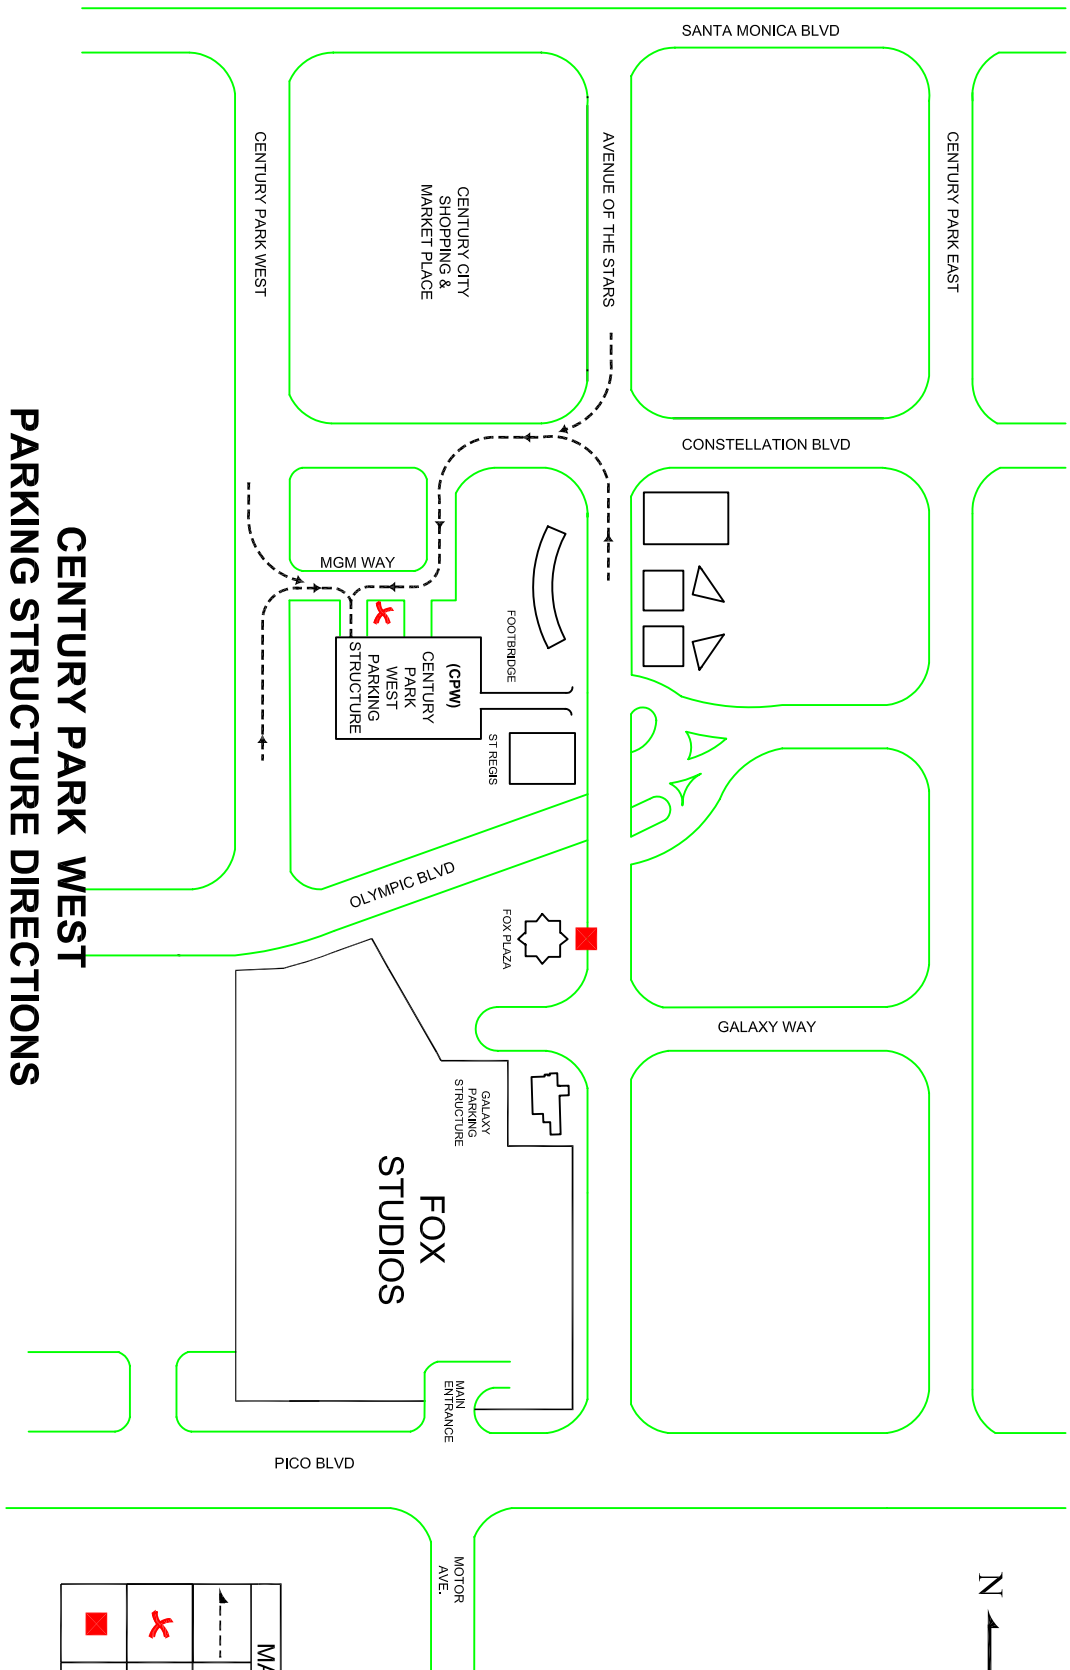 SANTA MONICA BLVD
CENTURY PARK WEST
CENTURY CITY
SHOPPING &
MARKET PLACE
AVENUE OF THE STARS
CENTURY PARK EAST
CONSTELLATION BLVD
MGM WAY
FOOTBRIDGE
(CPW)
CENTURY
PARK
WEST
PARKING
STRUCTURE
ST REGIS
OLYMPIC BLVD
FOX PLAZA
GALAXY WAY
GALAXY
PARKING
STRUCTURE
FOX
STUDIOS
MAIN
ENTRANCE
PICO BLVD
MOTOR
AVE.
N
CENTURY PARK WEST
PARKING STRUCTURE DIRECTIONS